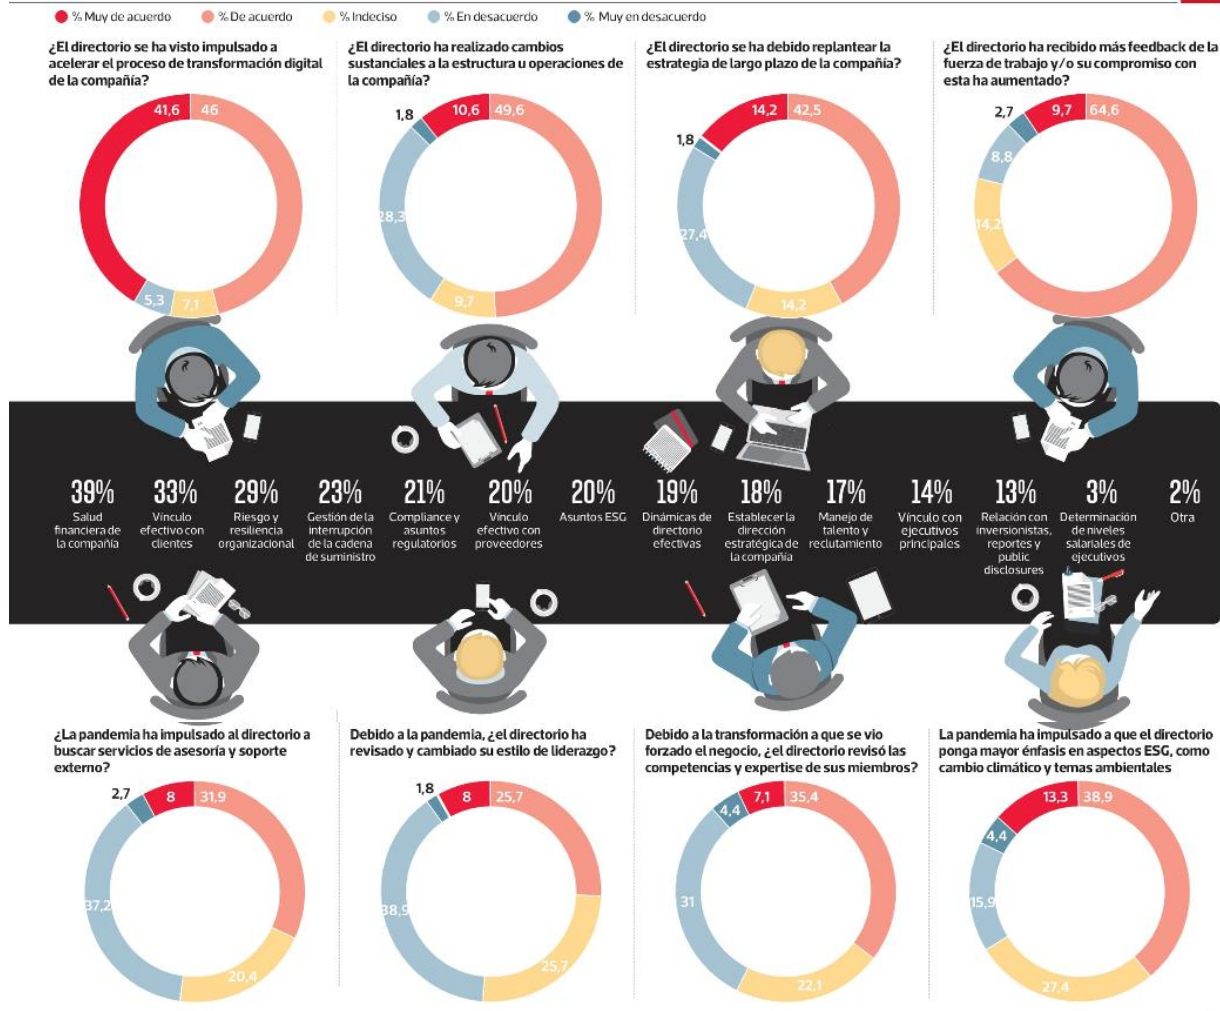 % Muy de acuerdo % De acuerdo % Indeciso % En desacuerdo % Muy en desacuerdo
¿El directorio se ha visto impulsado a
acelerar el proceso de transformación digital
de la compañía?
41,6 46
5,3 7,1
¿El directorio ha realizado cambios
sustanciales a la estructura u operaciones de
la compañía?
1,8 10,6 49,6
28,3
9,7
¿El directorio se ha debido replantear la
estrategia de largo plazo de la compañía?
14,2 42,5
1,8
27,4
14,2
¿El directorio ha recibido más feedback de la
fuerza de trabajo y/o su compromiso con
esta ha aumentado?
2,7 9,7 64,6
8,8
14,2
39%
Salud
financiera de
la compañía
33%
Vínculo
efectivo con
clientes
29%
Riesgo y
resiliencia
organizacional
23%
Gestión de la
interrupción
de la cadena
de suministro
21%
Compliance y
asuntos
regulatorios
20%
Vínculo
efectivo con
proveedores
20%
Asuntos ESG
19%
Dinámicas de
directorio
efectivas
18%
Establecer la
dirección
estratégica de
la compañía
17%
Manejo de
talento y
reclutamiento
14%
Vínculo con
ejecutivos
principales
13%
Relación con
inversionistas,
reportes y
public
disclosures
3%
Determinación
de niveles
salariales de
ejecutivos
2%
Otra
¿La pandemia ha impulsado al directorio a
buscar servicios de asesoría y soporte
externo?
2,7 8 31,9
37,2
20,4
Debido a la pandemia, ¿el directorio ha
revisado y cambiado su estilo de liderazgo?
1,8 8 25,7
38,9
25,7
Debido a la transformación a que se vio
forzado el negocio, ¿el directorio revisó las
competencias y expertise de sus miembros?
4,4 7,1 35,4
31
22,1
La pandemia ha impulsado a que el directorio
ponga mayor énfasis en aspectos ESG, como
cambio climático y temas ambientales
13,3 38,9
4,4
15,9
27,4